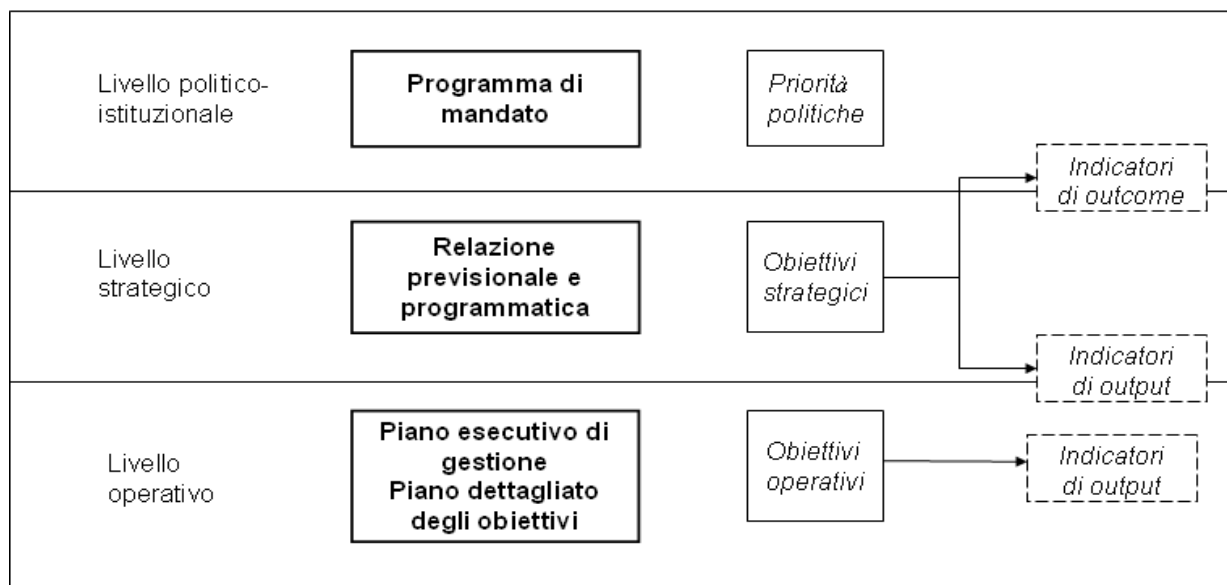 Livello politico-
istituzionale
Programma di
mandato
Priorità
politiche
Indicatori
di outcome
Livello
strategico
Relazione
previsionale e
programmatica
Obiettivi
strategici
Indicatori
di output
Livello
operativo
Piano esecutivo di
gestione
Piano dettagliato
degli obiettivi
Obiettivi
operativi
Indicatori
di output